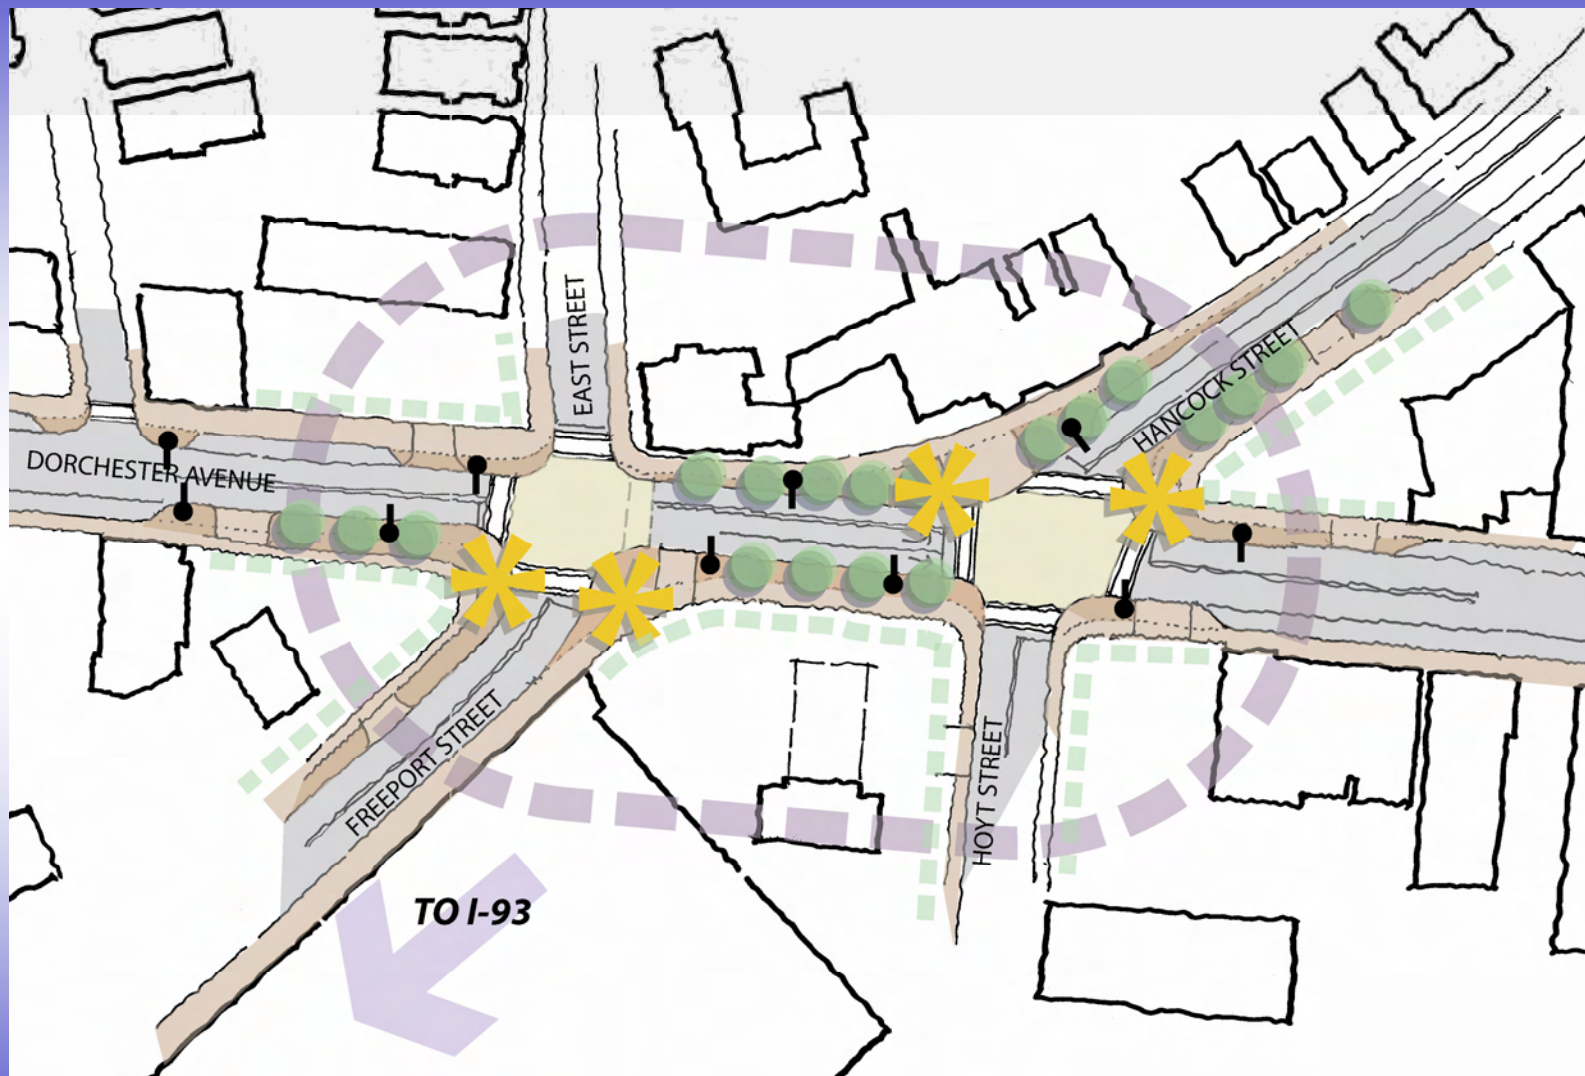 EAST STREET
HANCOCK STREET
DORCHESTER AVENUE
FREEPORT STREET
HOYT STREET
TO I-93